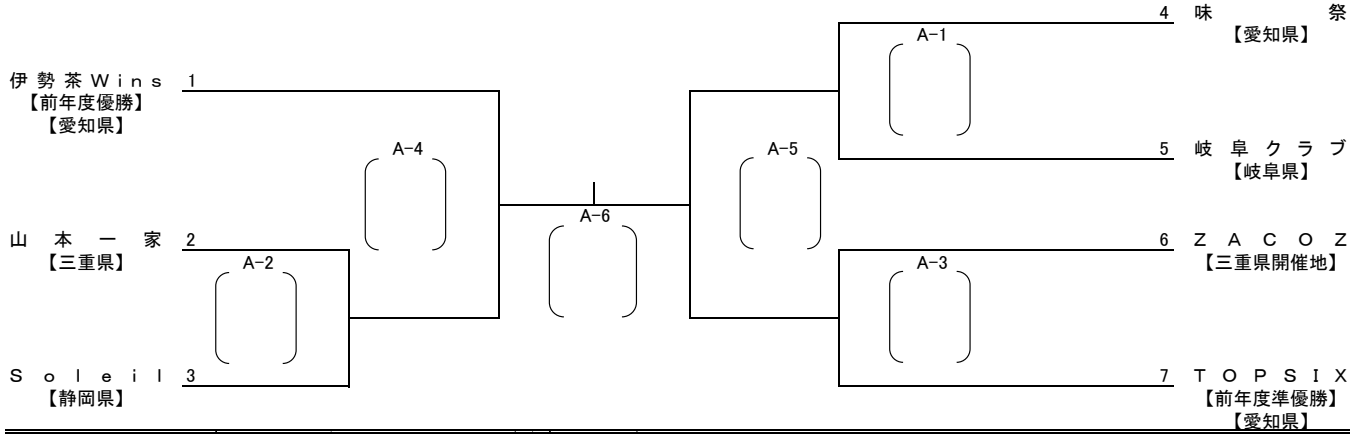 伊勢茶Ｗｉｎｓ 1
【前年度優勝】
【愛知県】
A-4
山本一家 2
【三重県】
A-2
Ｓｏｌｅｉｌ 3
【静岡県】
A-6
4 味祭
【愛知県】
A-1
5 岐阜クラブ
【岐阜県】
A-5
6 ＺＡＣＯＺ
【三重県開催地】
A-3
7 ＴＯＰＳＩＸ
【前年度準優勝】
【愛知県】